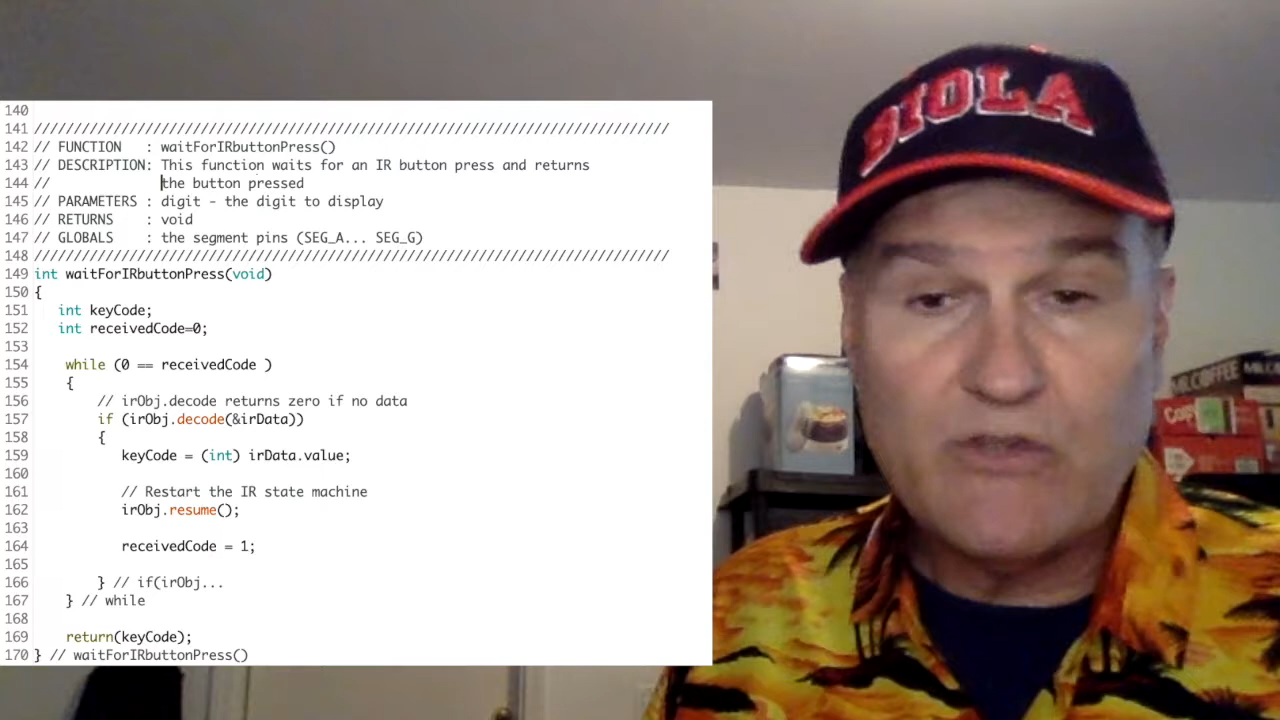 140
141 ////////////////////////////////////////////////////////////////////////////////
142 // FUNCTION   : waitForIRbuttonPress()
143 // DESCRIPTION: This function waits for an IR button press and returns
144 //              the button pressed
145 // PARAMETERS : digit - the digit to display
146 // RETURNS    : void
147 // GLOBALS    : the segment pins (SEG_A... SEG_G)
148 ////////////////////////////////////////////////////////////////////////////////
149 int waitForIRbuttonPress(void)
150 {
151    int keyCode;
152    int receivedCode=0;
153
154     while (0 == receivedCode )
155     {
156         // irObj.decode returns zero if no data
157         if (irObj.decode(&irData))
158         {
159            keyCode = (int) irData.value;
160
161            // Restart the IR state machine
162            irObj.resume();
163
164            receivedCode = 1;
165
166         } // if(irObj...
167     } // while
168
169     return(keyCode);
170 } // waitForIRbuttonPress()
BIOLA
MR.COFFEE